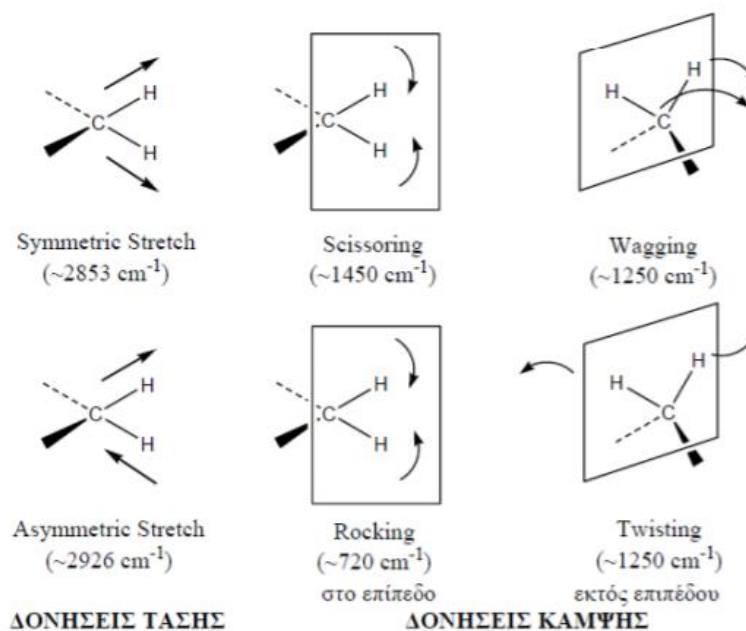 H
C
H
Symmetric Stretch
(~2853 cm-1)
H
C
H
Scissoring
(~1450 cm-1)
H
H
C
Wagging
(~1250 cm-1)
H
C
H
Asymmetric Stretch
(~2926 cm-1)
H
C
H
Rocking
(~720 cm-1)
στο επίπεδο
H
H
C
Twisting
(~1250 cm-1)
εκτός επιπέδου
ΔΟΝΗΣΕΙΣ ΤΑΣΗΣ
ΔΟΝΗΣΕΙΣ ΚΑΜΨΗΣ